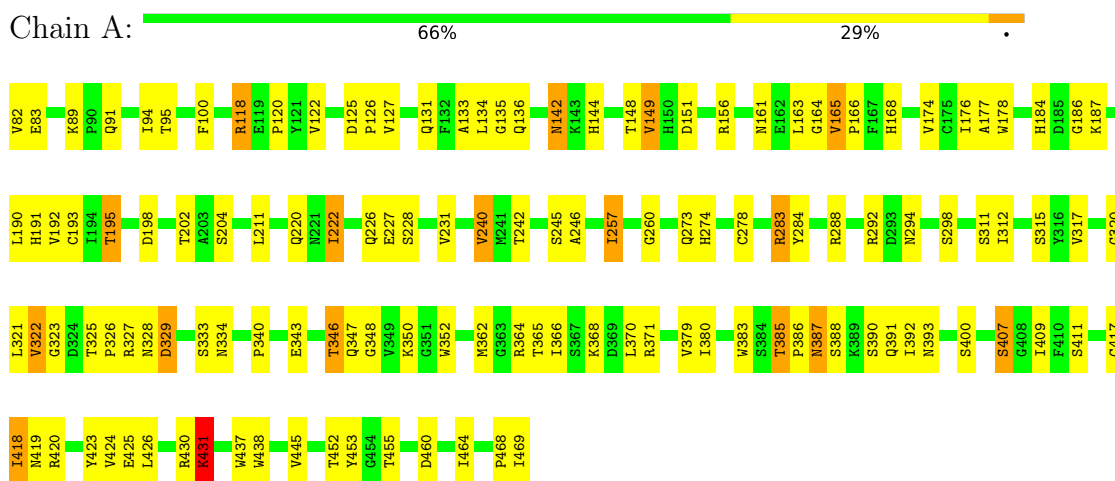 Chain A:
66% 29% •
V82 E83 K89 P90 Q91 I94 T95 F100 R118 E119 P120 Y121 V122 D125 P126 V127 Q131 F132 A133 L134 G135 Q136 N142 K143 H144 T148 V149 H150 D151 R156 N161 E162 L163 G164 V165 P166 F167 H168 V174 C175 I176 A177 W178 H184 D185 G186 K187
L190 H191 V192 C193 I194 T195 D198 T202 A203 S204 L211 Q220 N221 I222 Q226 E227 S228 V231 V240 M241 T242 S245 A246 I257 G260 Q273 H274 C278 R283 Y284 R288 R292 D293 N294 S298 S311 I312 S315 Y316 V317
L321 V322 G323 D324 T325 P326 R327 N328 D329 S333 N334 P340 E343 T346 Q347 G348 V349 K350 G351 W352 M362 G363 R364 T365 I366 S367 K368 D369 L370 R371 V379 I380 W383 S384 T385 P386 N387 S388 K389 S390 Q391 I392 N393 S400 S407 G408 I409 F410 S411
I418 N419 R420 Y423 V424 E425 L426 R430 K431 W437 W438 V445 T452 Y453 G454 T455 D460 I464 P468 I469